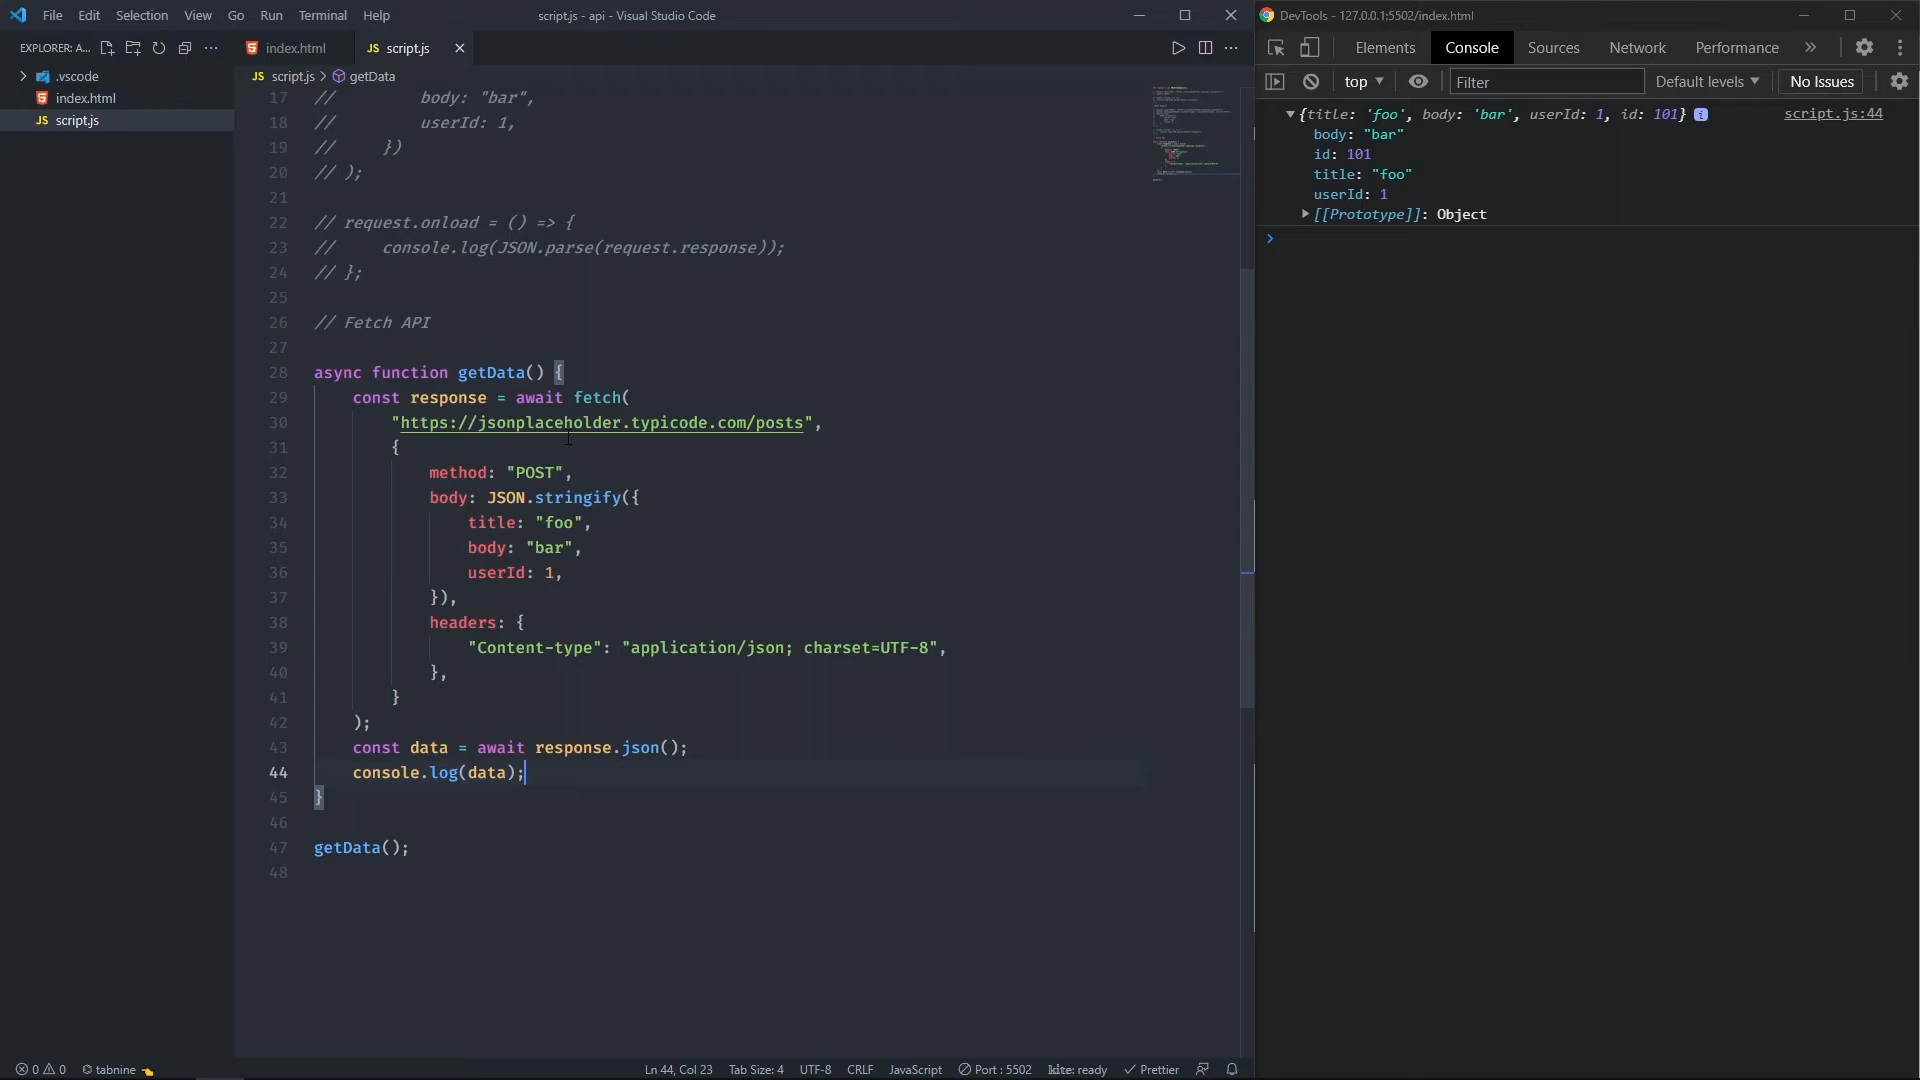 File Edit Selection View Go Run Terminal Help
script.js - api - Visual Studio Code
EXPLORER: A...
.vscode
index.html
script.js
index.html
JS script.js
JS script.js > getData
17 //         body: "bar",
18 //         userId: 1,
19 //     })
20 // );
21
22 // request.onload = () => {
23 //     console.log(JSON.parse(request.response));
24 // };
25
26 // Fetch API
27
28 async function getData() {
29     const response = await fetch(
30         "https://jsonplaceholder.typicode.com/posts",
31         {
32             method: "POST",
33             body: JSON.stringify({
34                 title: "foo",
35                 body: "bar",
36                 userId: 1,
37             }),
38             headers: {
39                 "Content-type": "application/json; charset=UTF-8",
40             },
41         }
42     );
43     const data = await response.json();
44     console.log(data);
45 }
46
47 getData();
48
0 0 tabnine
Ln 44, Col 23 Tab Size: 4 UTF-8 CRLF JavaScript Port : 5502 kite: ready Prettier
DevTools - 127.0.0.1:5502/index.html
Elements Console Sources Network Performance »
top Filter Default levels No Issues
{title: 'foo', body: 'bar', userId: 1, id: 101} i script.js:44
body: "bar"
id: 101
title: "foo"
userId: 1
[[Prototype]]: Object